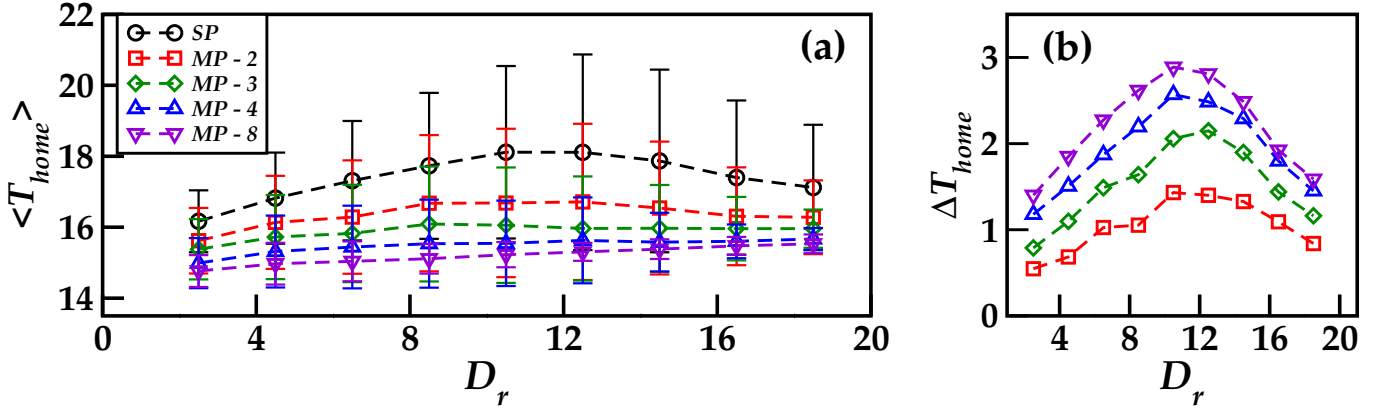 22
20
18
16
14
<T_home>
SP
MP - 2
MP - 3
MP - 4
MP - 8
(a)
0 4 8 12 16 20
D_r
3
2
1
0
ΔT_home
(b)
4 8 12 16 20
D_r